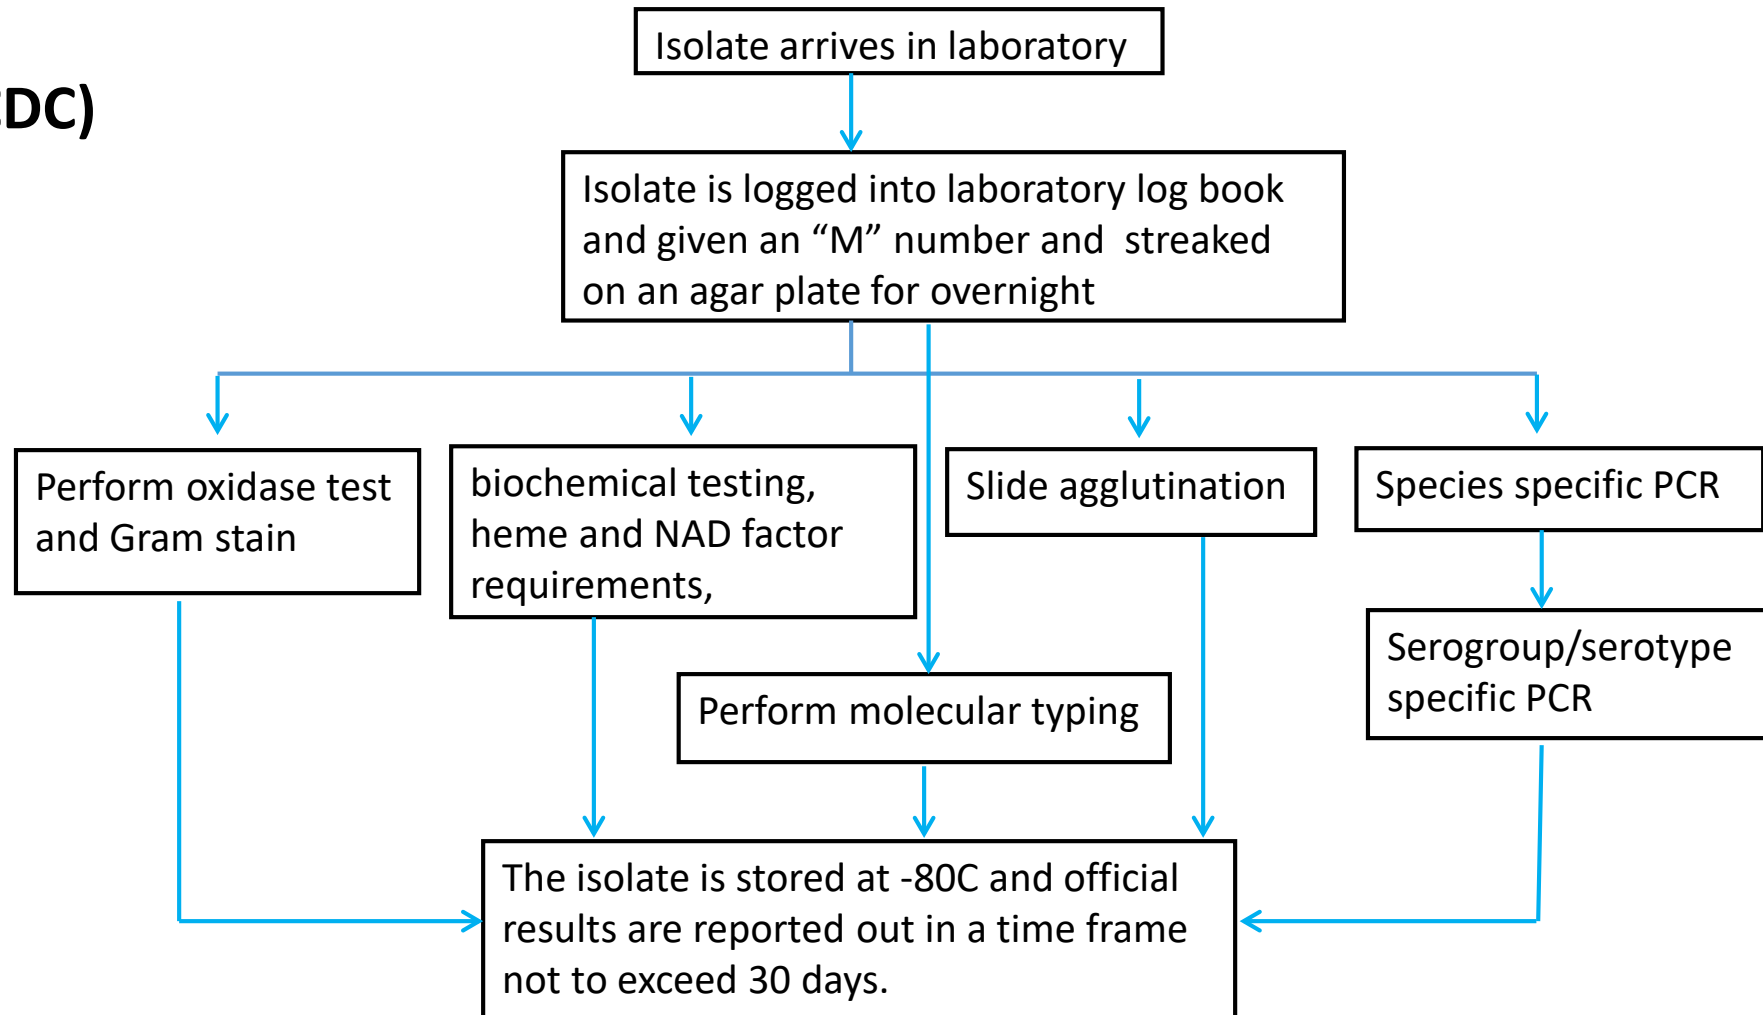 Isolate arrives in laboratory
CDC)
Isolate is logged into laboratory log book
and given an “M” number and  streaked
on an agar plate for overnight
Perform oxidase test
and Gram stain
biochemical testing,
heme and NAD factor
requirements,
Slide agglutination
Species specific PCR
Serogroup/serotype
specific PCR
Perform molecular typing
The isolate is stored at -80C and official
results are reported out in a time frame
not to exceed 30 days.